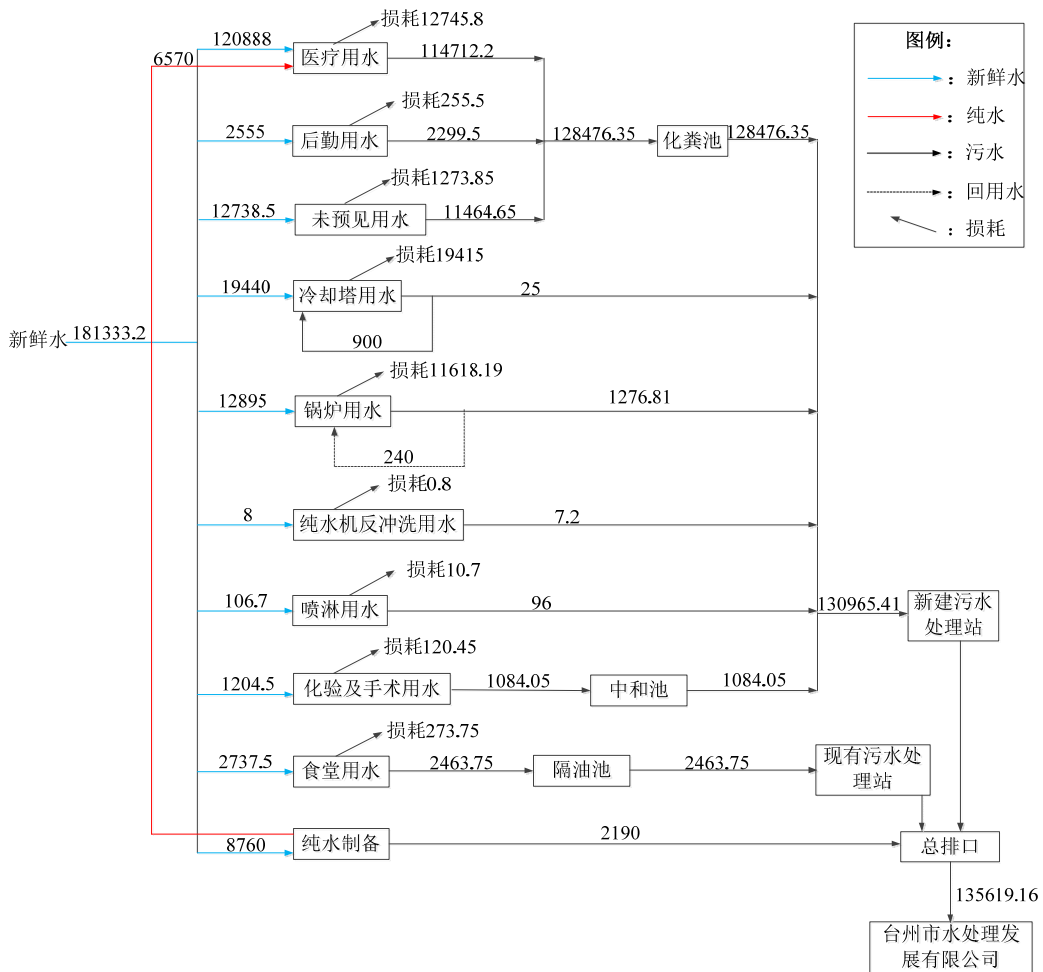 损耗12745.8
120888
6570
医疗用水
114712.2
损耗255.5
2555
后勤用水
2299.5
128476.35
化粪池
128476.35
损耗1273.85
12738.5
未预见用水
11464.65
损耗19415
19440
冷却塔用水
25
900
新鲜水
181333.2
损耗11618.19
12895
锅炉用水
1276.81
240
损耗0.8
8
纯水机反冲洗用水
7.2
损耗10.7
106.7
喷淋用水
96
130965.41
新建污水
处理站
损耗120.45
1204.5
化验及手术用水
1084.05
中和池
1084.05
损耗273.75
2737.5
食堂用水
2463.75
隔油池
2463.75
现有污水处
理站
8760
纯水制备
2190
总排口
135619.16
台州市水处理发
展有限公司
图例：
：新鲜水
：纯水
：污水
：回用水
：损耗